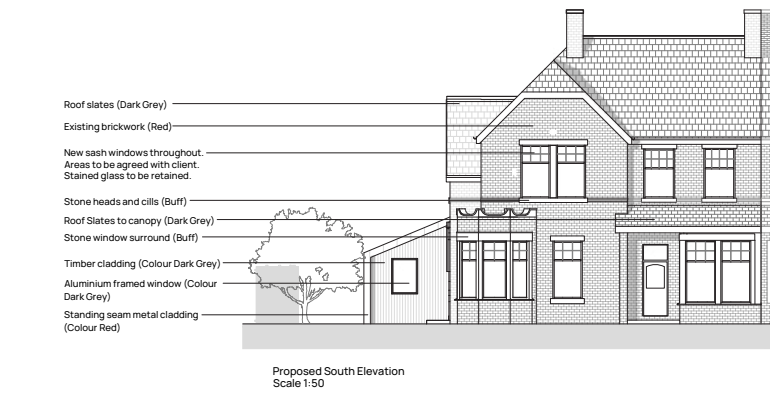 Roof slates (Dark Grey)
Existing brickwork (Red)
New sash windows throughout.
Areas to be agreed with client.
Stained glass to be retained.
Stone heads and cills (Buff)
Roof Slates to canopy (Dark Grey)
Stone window surround (Buff)
Timber cladding (Colour Dark Grey)
Aluminium framed window (Colour
Dark Grey)
Standing seam metal cladding
(Colour Red)
Proposed South Elevation
Scale 1:50